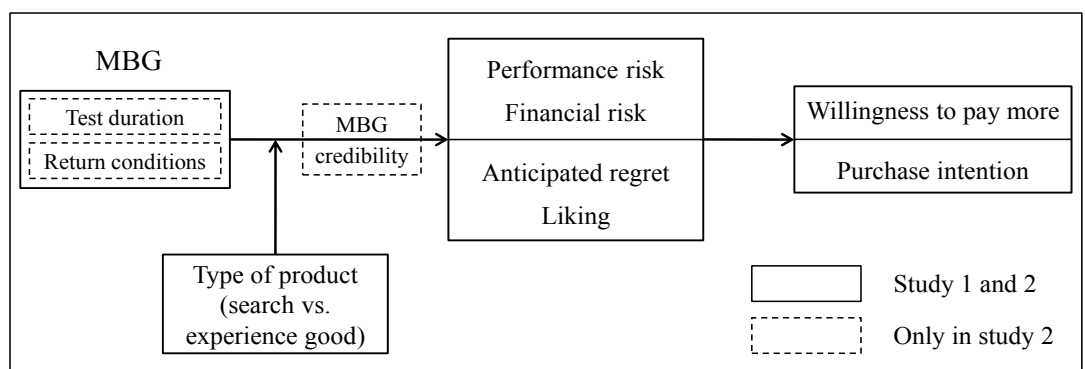 MBG
Test duration
Return conditions
MBG
credibility
Performance risk
Financial risk
Anticipated regret
Liking
Willingness to pay more
Purchase intention
Type of product
(search vs.
experience good)
Study 1 and 2
Only in study 2